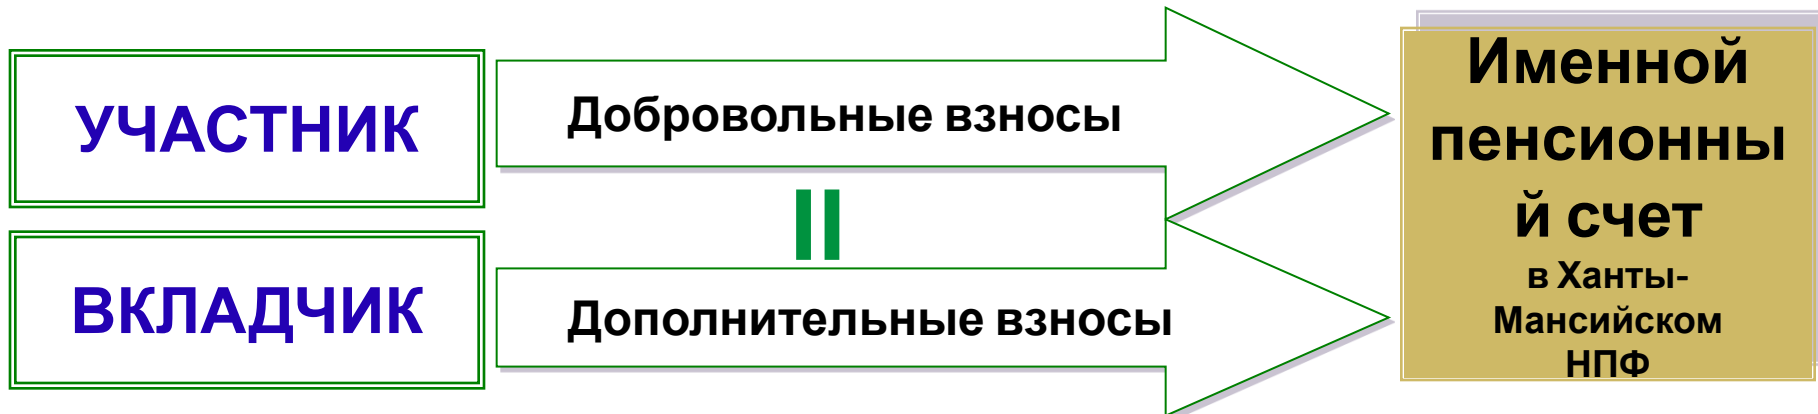 УЧАСТНИК
Добровольные взносы
ВКЛАДЧИК
Дополнительные взносы
Именной
пенсионны
й счет
в Ханты-
Мансийском
НПФ